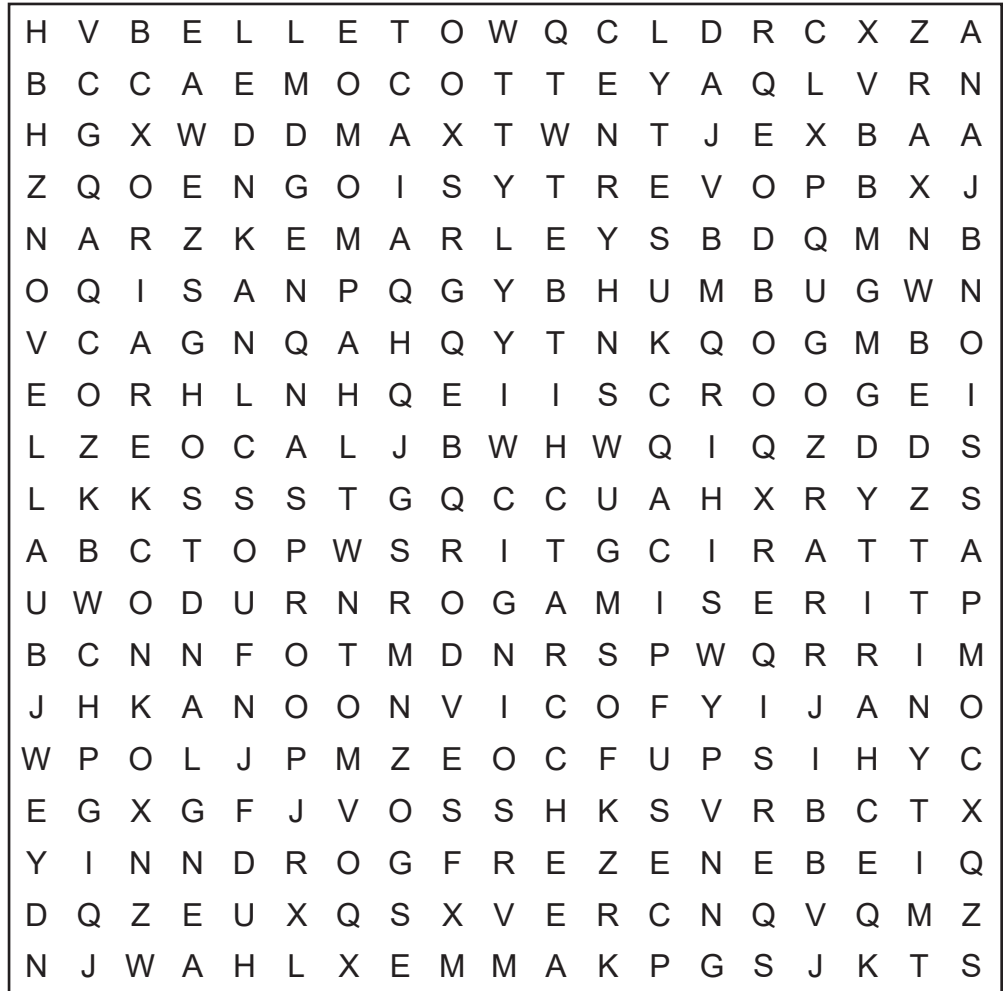 H V B E L L E T O W Q C L D R C X Z A
B C C A E M O C O T T E Y A Q L V R N
H G X W D D M A X T W N T J E X B A A
Z Q O E N G O I S Y T R E V O P B X J
N A R Z K E M A R L E Y S B D Q M N B
O Q I S A N P Q G Y B H U M B U G W N
V C A G N Q A H Q Y T N K Q O G M B O
E O R H L N H Q E I I S C R O O G E I
L Z E O C A L J B W H W Q I Q Z D D S
L K K S S S T G Q C C U A H X R Y Z S
A B C T O P W S R I T G C I R A T T A
U W O D U R N R O G A M I S E R I T P
B C N N F O T M D N R S P W Q R R I M
J H K A N O O N V I C O F Y I J A N O
W P O L J P M Z E O C F U P S I H Y C
E G X G F J V O S S H K S V R B C T X
Y I N N D R O G F R E Z E N E B E I Q
D Q Z E U X Q S X V E R C N Q V Q M Z
N J W A H L X E M M A K P G S J K T S